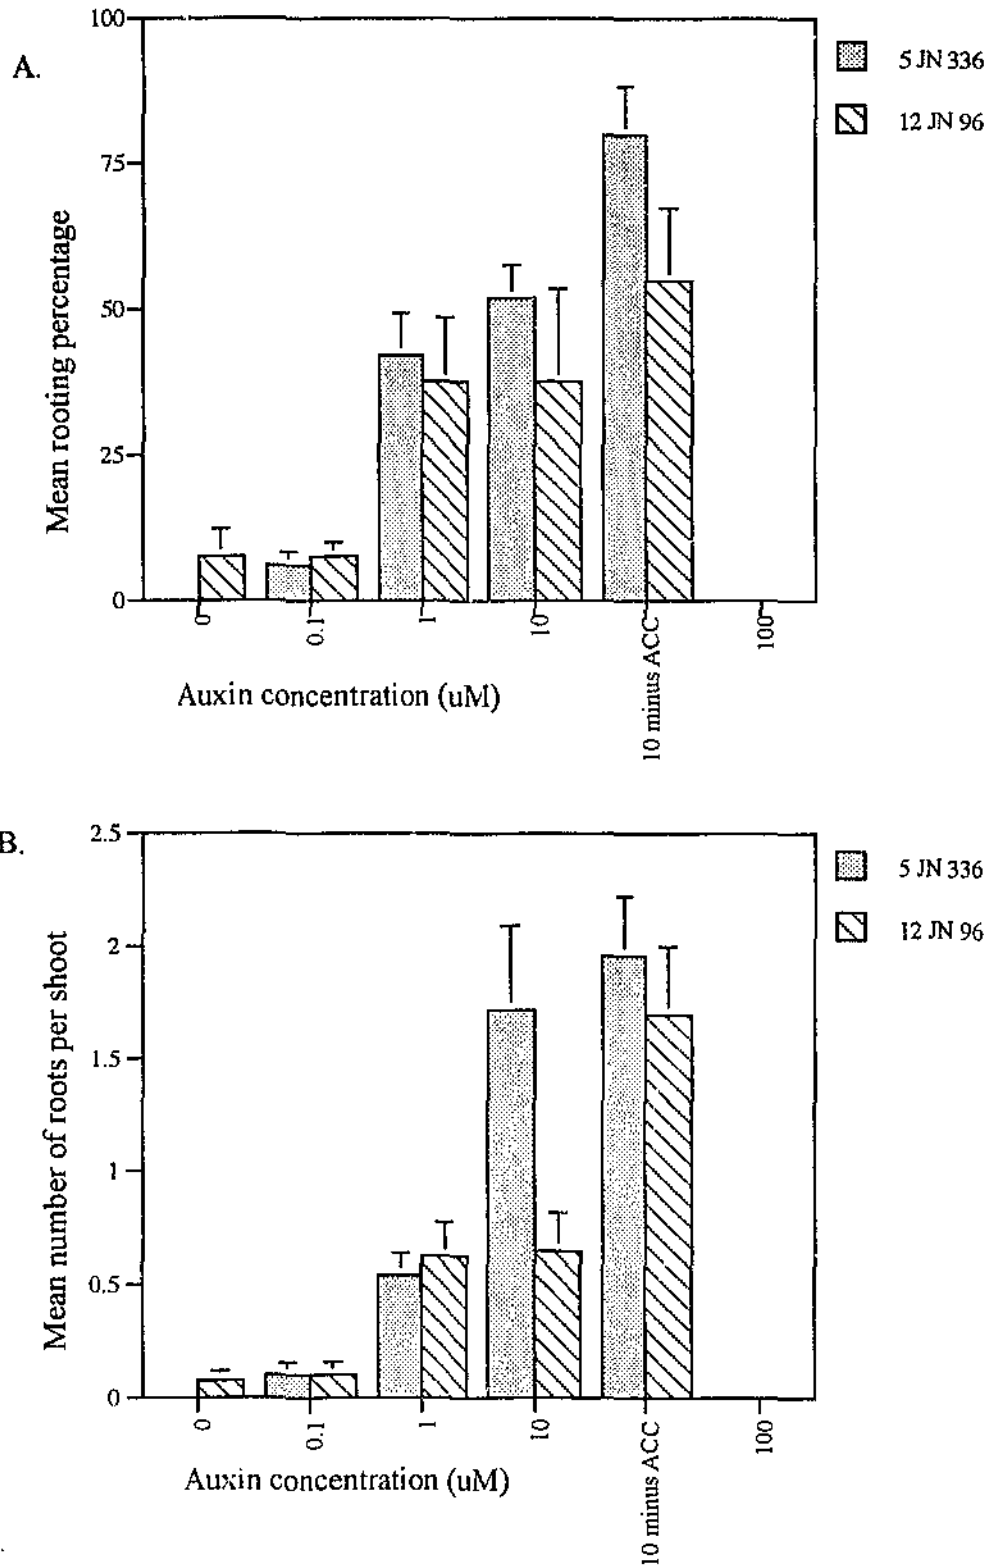 A.
100
75
50
25
0
Mean rooting percentage
5 JN 336
12 JN 96
0
0.1
1
10
10 minus ACC
100
Auxin concentration (uM)
B.
2.5
2
1.5
1
0.5
0
Mean number of roots per shoot
5 JN 336
12 JN 96
0
0.1
1
10
10 minus ACC
100
Auxin concentration (uM)